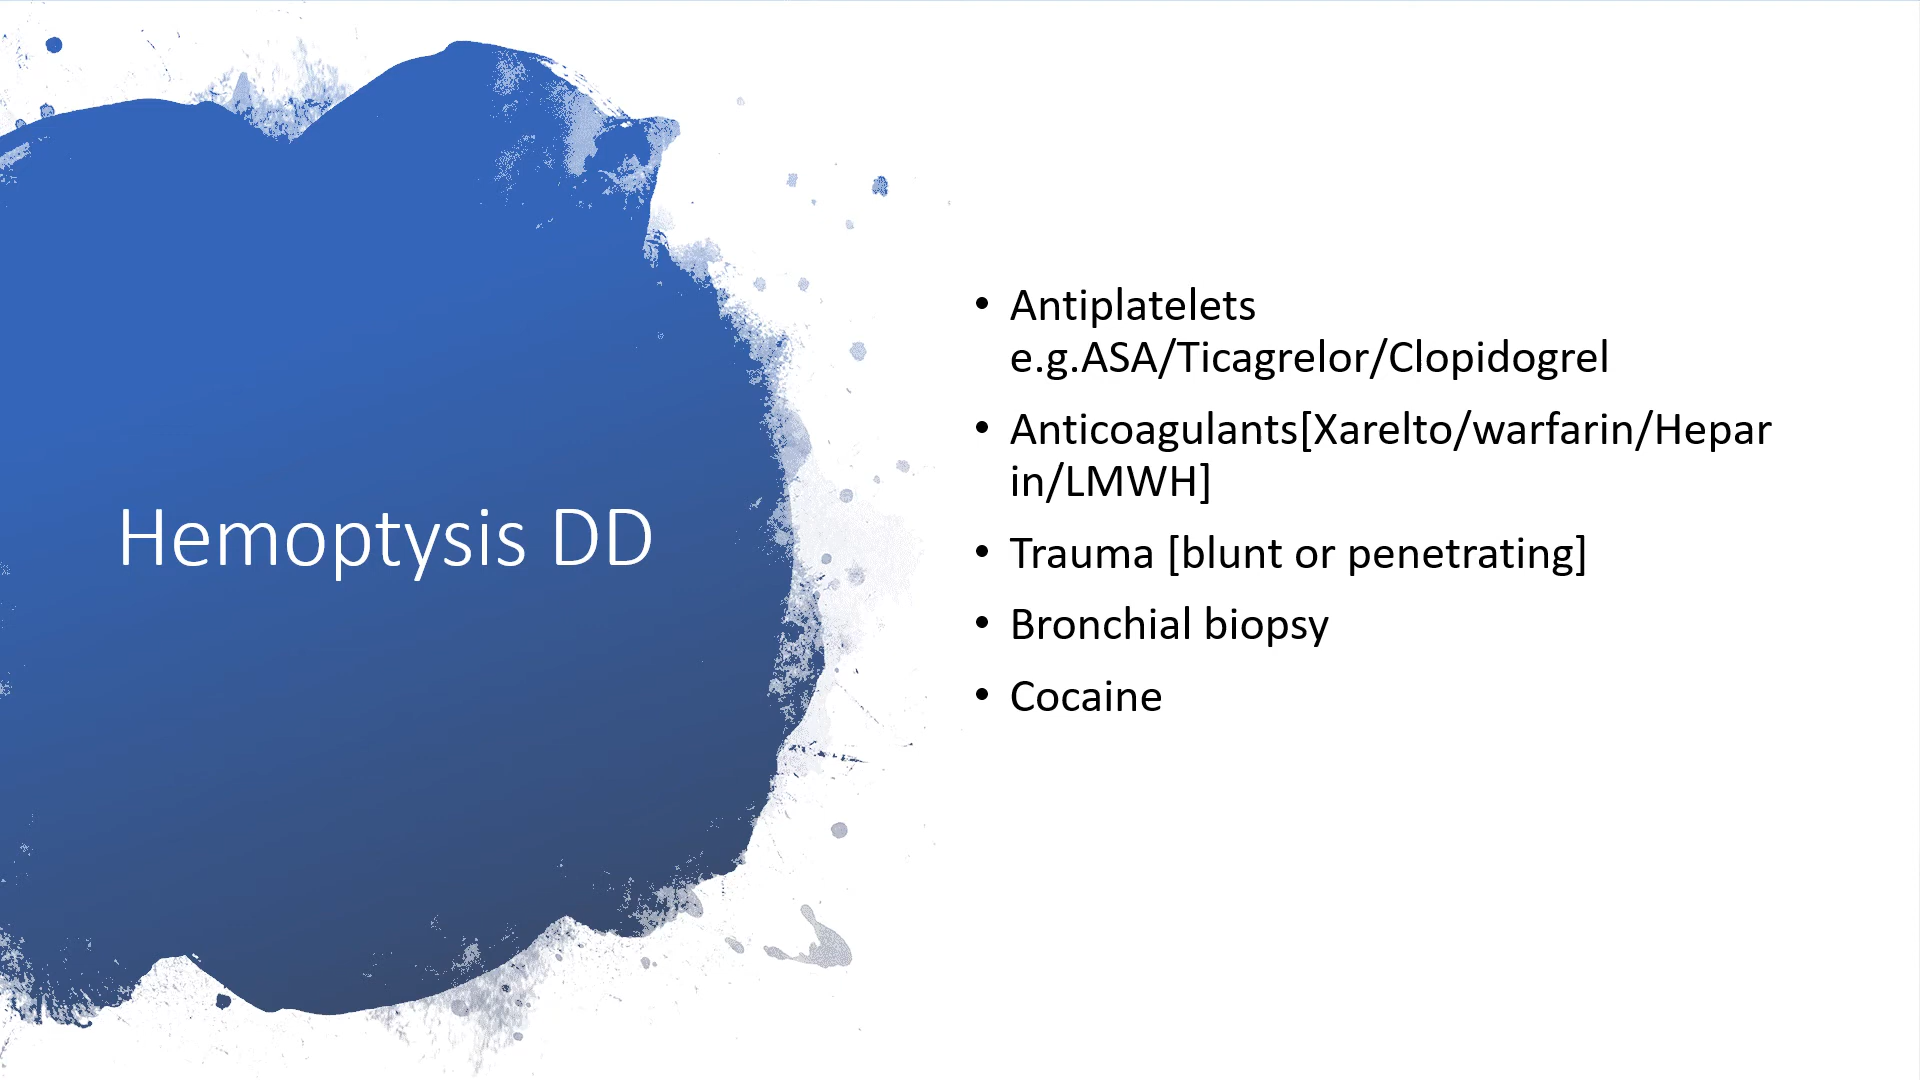 Hemoptysis DD
• Antiplatelets
e.g.ASA/Ticagrelor/Clopidogrel
• Anticoagulants[Xarelto/warfarin/Hepar
in/LMWH]
• Trauma [blunt or penetrating]
• Bronchial biopsy
• Cocaine